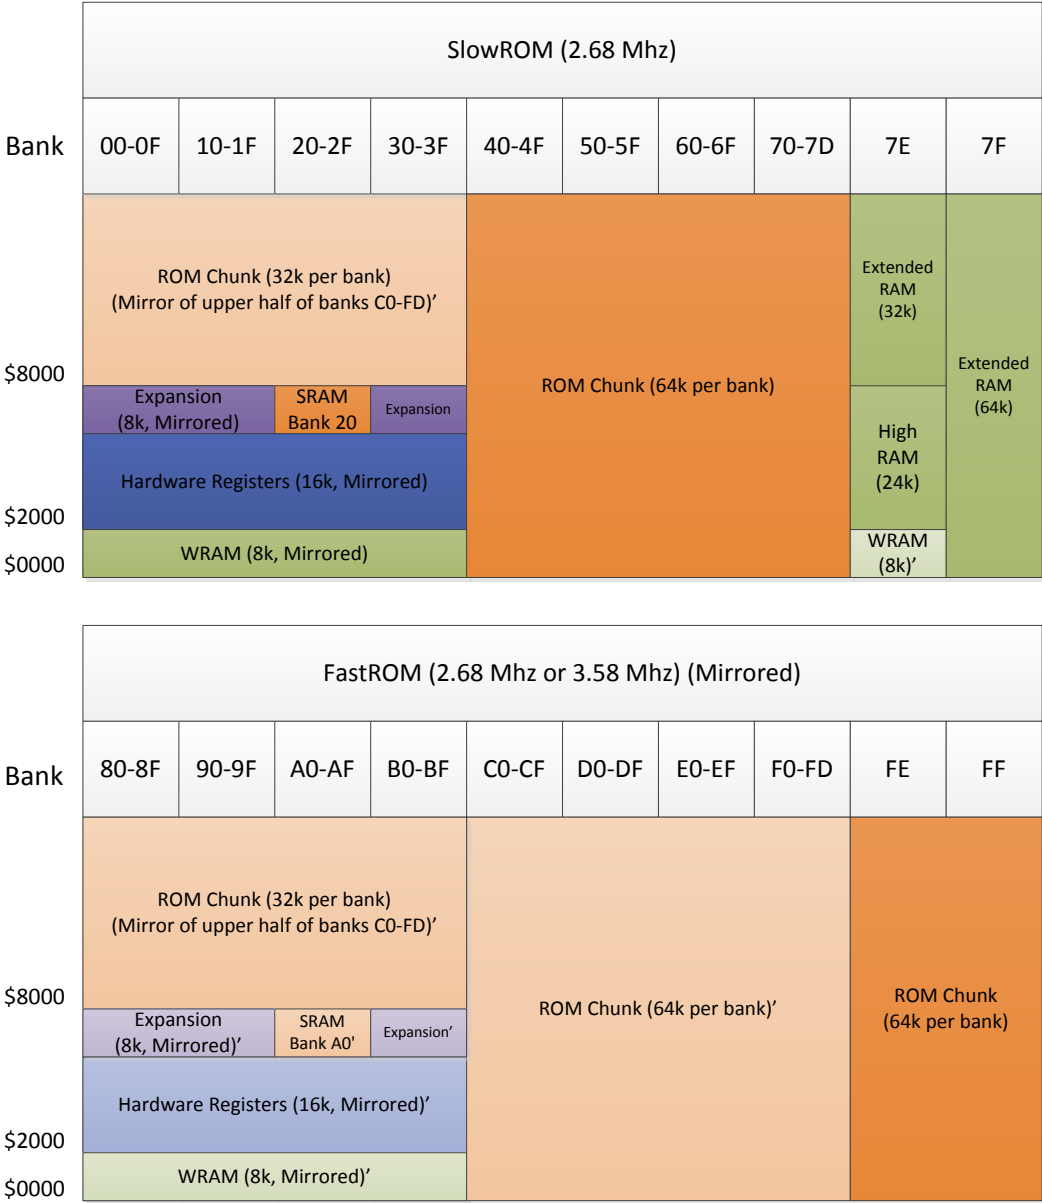 SlowROM (2.68 Mhz)
Bank 00-0F 10-1F 20-2F 30-3F 40-4F 50-5F 60-6F 70-7D 7E 7F
ROM Chunk (32k per bank)
(Mirror of upper half of banks C0-FD)’
Extended
RAM
(32k)
$8000
Expansion
(8k, Mirrored)
SRAM
Bank 20
Expansion
ROM Chunk (64k per bank)
Extended
RAM
(64k)
High
RAM
(24k)
Hardware Registers (16k, Mirrored)
$2000
WRAM (8k, Mirrored)
WRAM
(8k)’
$0000
FastROM (2.68 Mhz or 3.58 Mhz) (Mirrored)
Bank 80-8F 90-9F A0-AF B0-BF C0-CF D0-DF E0-EF F0-FD FE FF
ROM Chunk (32k per bank)
(Mirror of upper half of banks C0-FD)’
$8000
Expansion
(8k, Mirrored)’
SRAM
Bank A0'
Expansion’
ROM Chunk (64k per bank)’
ROM Chunk
(64k per bank)
Hardware Registers (16k, Mirrored)’
$2000
WRAM (8k, Mirrored)’
$0000